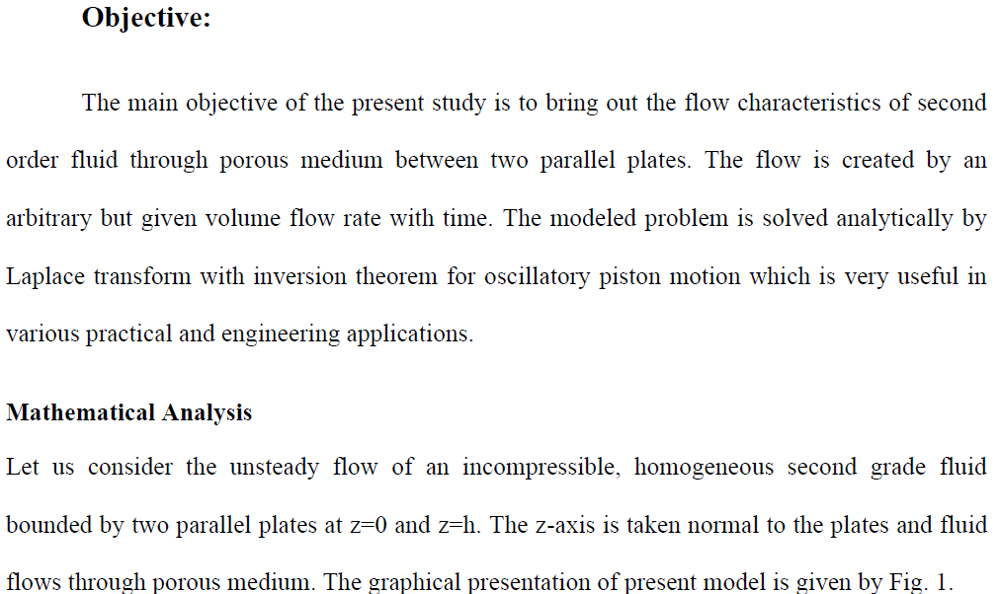 Objective:
The main objective of the present study is to bring out the flow characteristics of second
order fluid through porous medium between two parallel plates. The flow is created by an
arbitrary but given volume flow rate with time. The modeled problem is solved analytically by
Laplace transform with inversion theorem for oscillatory piston motion which is very useful in
various practical and engineering applications.
Mathematical Analysis
Let us consider the unsteady flow of an incompressible, homogeneous second grade fluid
bounded by two parallel plates at z=0 and z=h. The z-axis is taken normal to the plates and fluid
flows through porous medium. The graphical presentation of present model is given by Fig. 1.